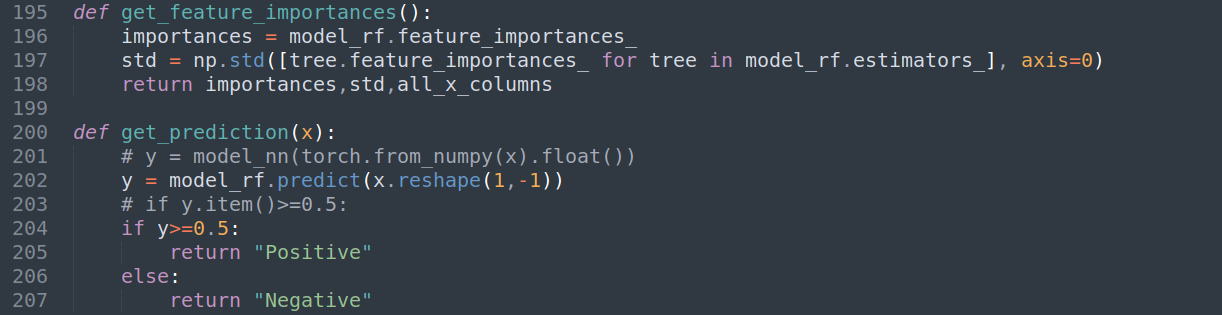 195 def get_feature_importances():
196     importances = model_rf.feature_importances_
197     std = np.std([tree.feature_importances_ for tree in model_rf.estimators_], axis=0)
198     return importances,std,all_x_columns
199
200 def get_prediction(x):
201     # y = model_nn(torch.from_numpy(x).float())
202     y = model_rf.predict(x.reshape(1,-1))
203     # if y.item()>=0.5:
204     if y>=0.5:
205         return "Positive"
206     else:
207         return "Negative"